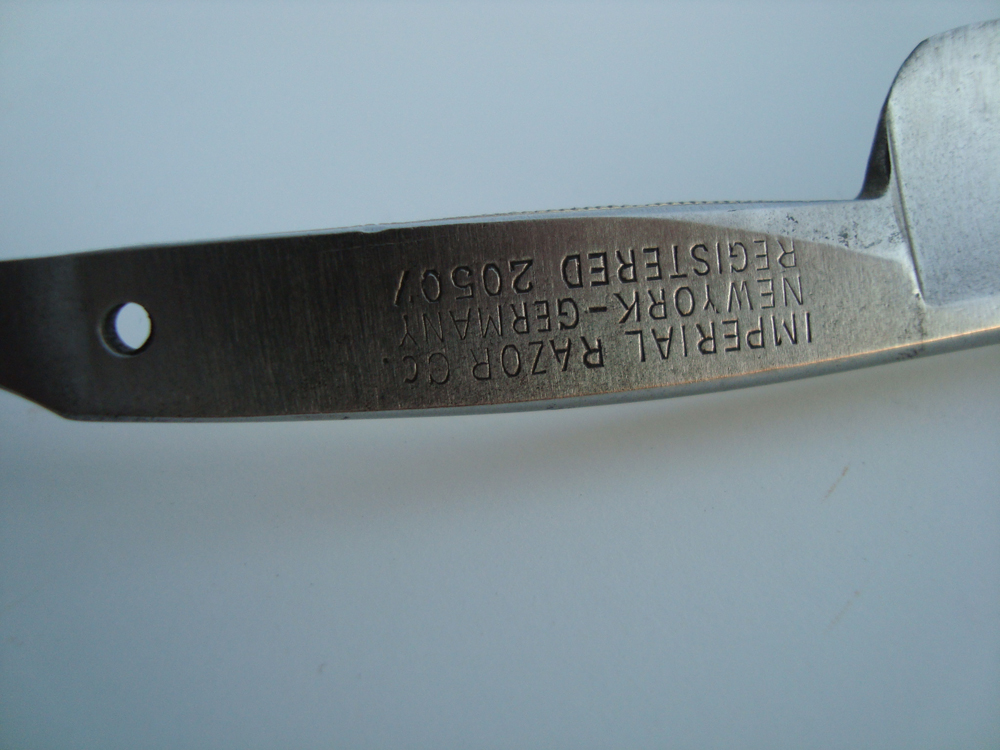 IMPERIAL RAZOR Co.
NEWYORK-GERMANY
REGISTERED 20507